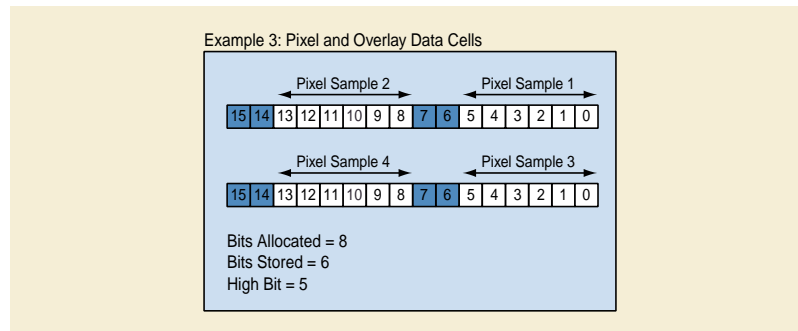 Example 3: Pixel and Overlay Data Cells
Pixel Sample 2 Pixel Sample 1
15 14 13 12 11 10 9 8 7 6 5 4 3 2 1 0
Pixel Sample 4 Pixel Sample 3
15 14 13 12 11 10 9 8 7 6 5 4 3 2 1 0
Bits Allocated = 8
Bits Stored = 6
High Bit = 5